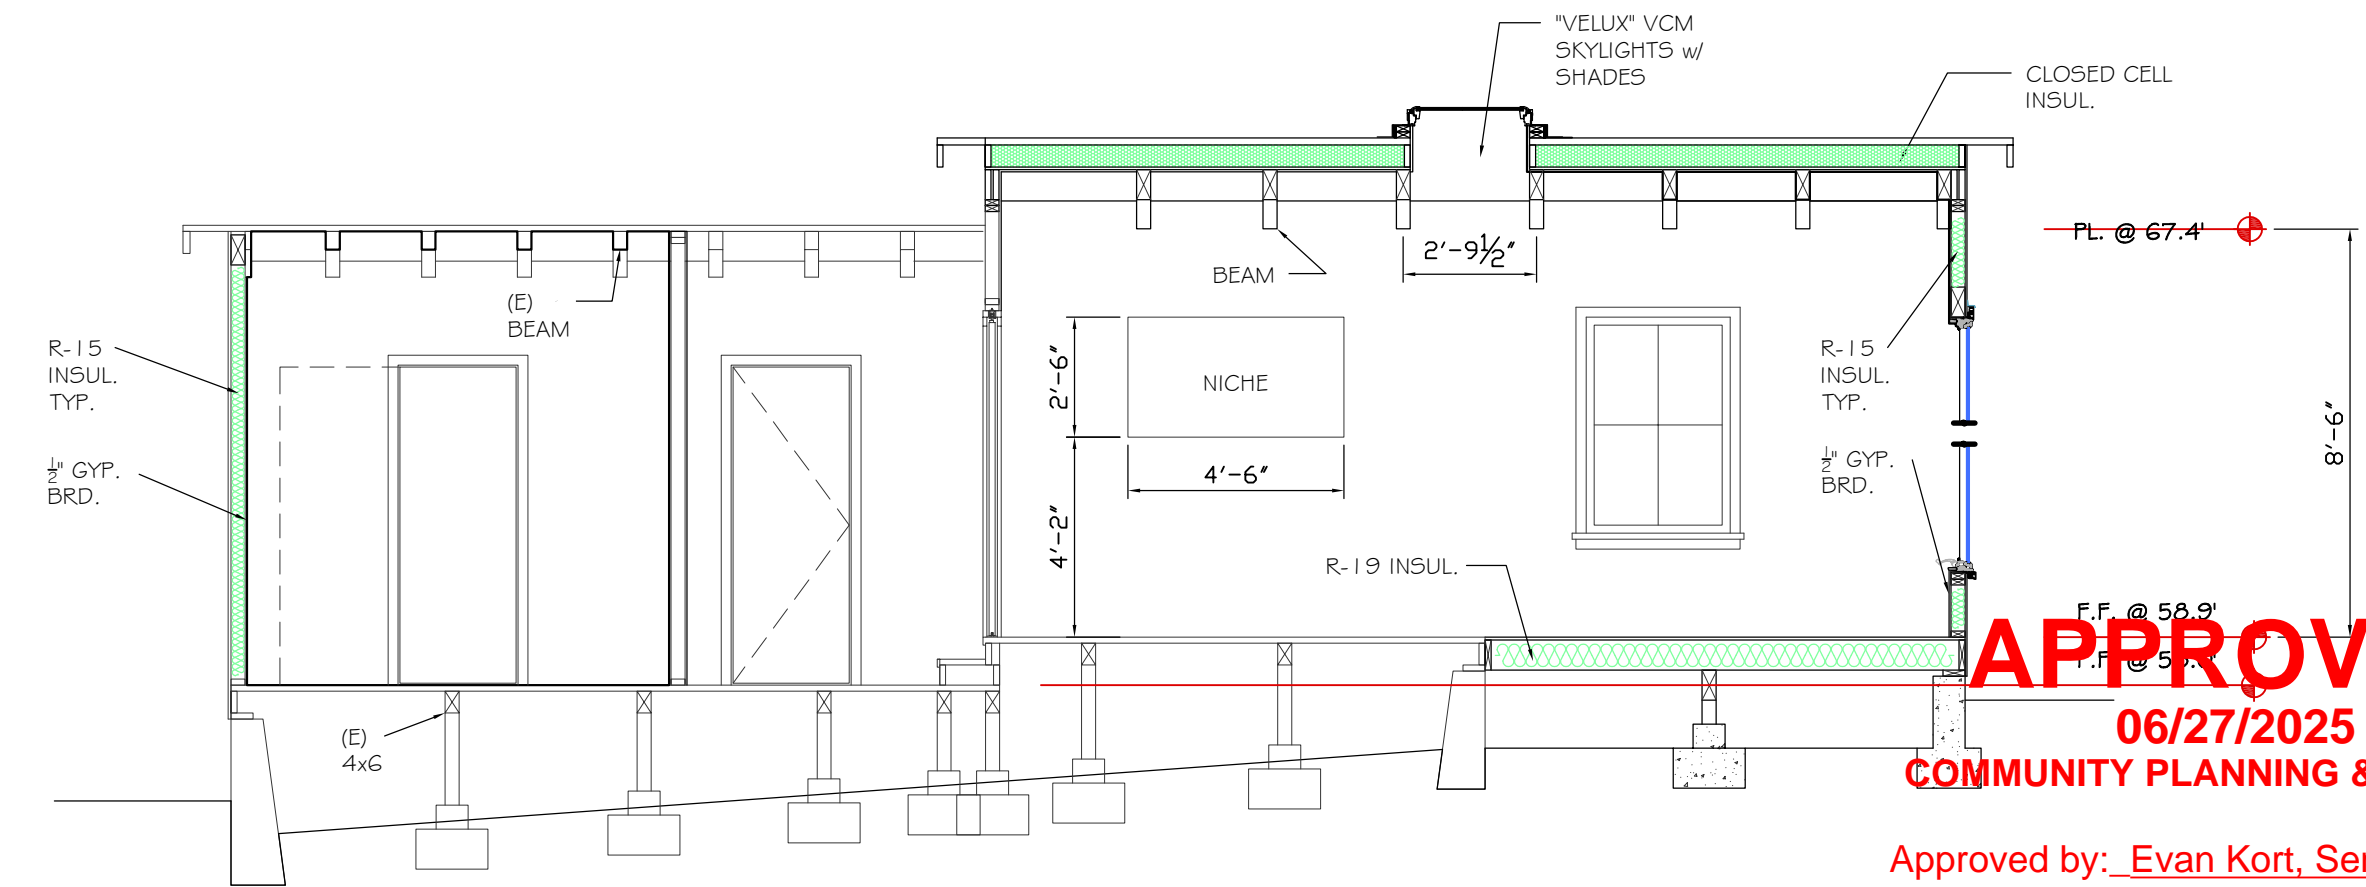 "VELUX" VCM
SKYLIGHTS w/
SHADES
CLOSED CELL
INSUL.
PL. @ 67.4'
2'-9½"
BEAM
(E)
BEAM
R-15
INSUL.
TYP.
½" GYP.
BRD.
2'-6"
NICHE
4'-6"
4'-2"
R-15
INSUL.
TYP.
½" GYP.
BRD.
8'-6"
R-19 INSUL.
F.F. @ 58.9'
F.F. @
APPROV
06/27/2025
COMMUNITY PLANNING &
(E)
4x6
Approved by:_Evan Kort, Se